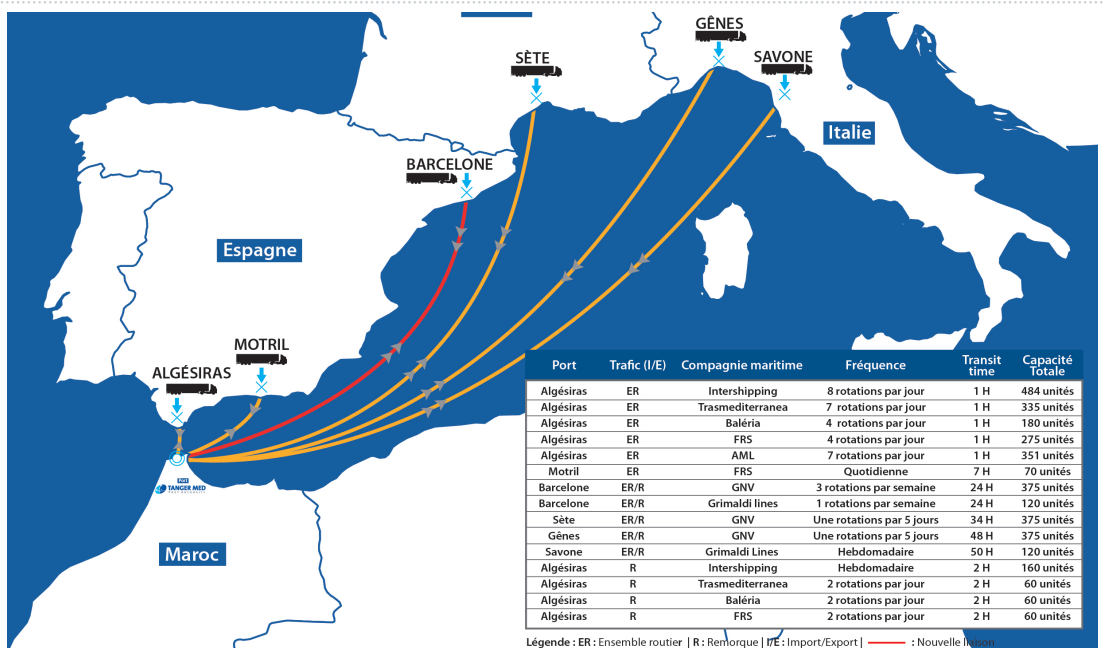 GÊNES
SÈTE
SAVONE
Italie
BARCELONE
Espagne
MOTRIL
ALGÉSIRAS
Port
TANGER MED
Maroc
Port Trafic (I/E) Compagnie maritime Fréquence Transit time Capacité Totale
Algésiras ER Intershipping 8 rotations par jour 1 H 484 unités
Algésiras ER Trasmediterranea 7 rotations par jour 1 H 335 unités
Algésiras ER Baléria 4 rotations par jour 1 H 180 unités
Algésiras ER FRS 4 rotations par jour 1 H 275 unités
Algésiras ER AML 7 rotations par jour 1 H 351 unités
Motril ER FRS Quotidienne 7 H 70 unités
Barcelone ER/R GNV 3 rotations par semaine 24 H 375 unités
Barcelone ER/R Grimaldi lines 1 rotations par semaine 24 H 120 unités
Sète ER/R GNV Une rotations par 5 jours 34 H 375 unités
Gênes ER/R GNV Une rotations par 5 jours 48 H 375 unités
Savone ER/R Grimaldi Lines Hebdomadaire 50 H 120 unités
Algésiras R Intershipping Hebdomadaire 2 H 160 unités
Algésiras R Trasmediterranea 2 rotations par jour 2 H 60 unités
Algésiras R Baléria 2 rotations par jour 2 H 60 unités
Algésiras R FRS 2 rotations par jour 2 H 60 unités
Légende : ER : Ensemble routier | R : Remorque | I/E : Import/Export | : Nouvelle liaison